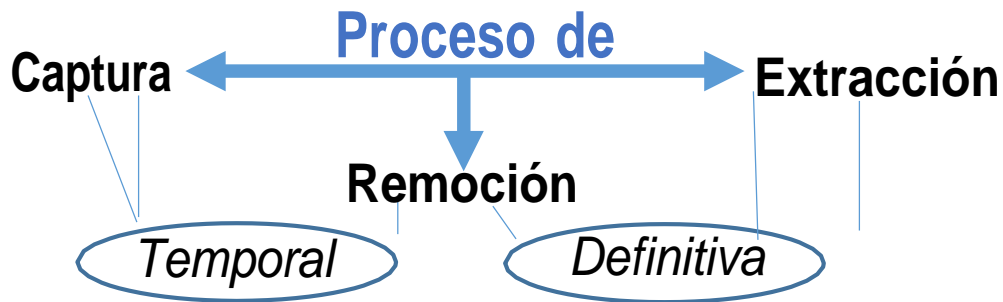 Proceso de
Captura
Extracción
Remoción
Temporal
Definitiva